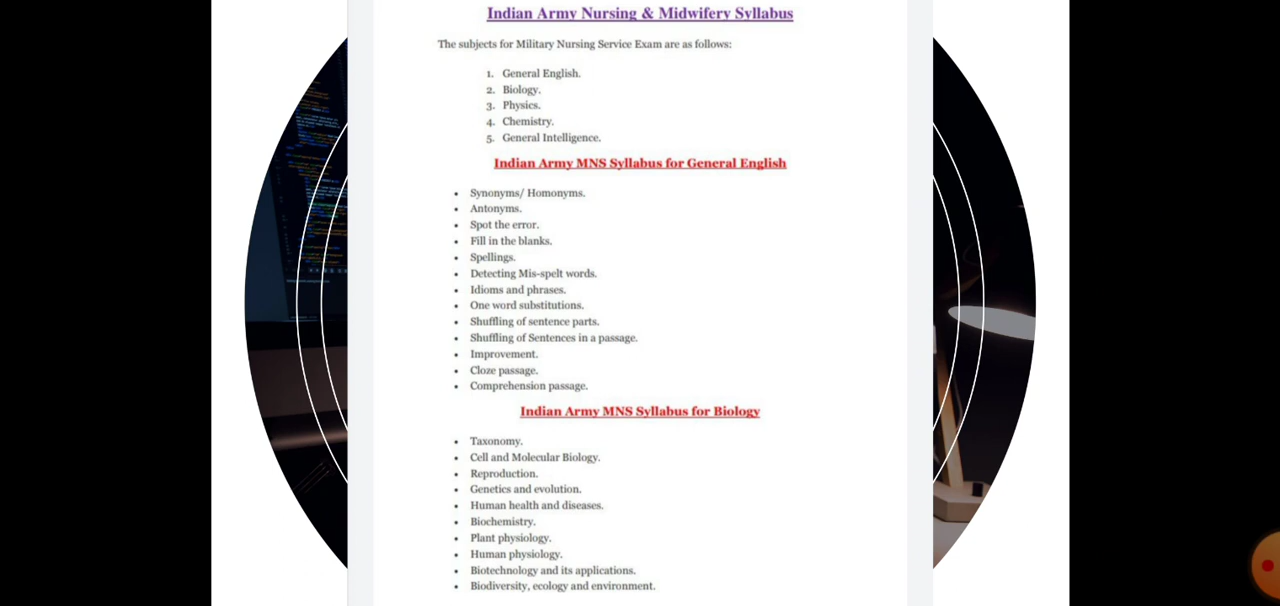 Indian Army Nursing & Midwifery Syllabus
The subjects for Military Nursing Service Exam are as follows:
1. General English.
2. Biology.
3. Physics.
4. Chemistry.
5. General Intelligence.
Indian Army MNS Syllabus for General English
• Synonyms/ Homonyms.
• Antonyms.
• Spot the error.
• Fill in the blanks.
• Spellings.
• Detecting Mis-spelt words.
• Idioms and phrases.
• One word substitutions.
• Shuffling of sentence parts.
• Shuffling of Sentences in a passage.
• Improvement.
• Cloze passage.
• Comprehension passage.
Indian Army MNS Syllabus for Biology
• Taxonomy.
• Cell and Molecular Biology.
• Reproduction.
• Genetics and evolution.
• Human health and diseases.
• Biochemistry.
• Plant physiology.
• Human physiology.
• Biotechnology and its applications.
• Biodiversity, ecology and environment.